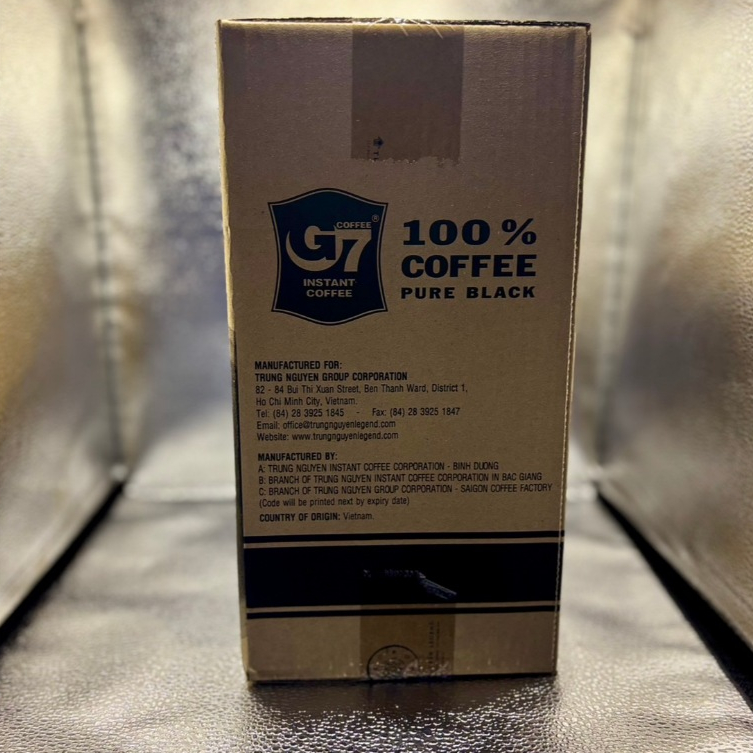 COFFEE ®
G7
INSTANT
COFFEE
100 %
COFFEE
PURE BLACK
MANUFACTURED FOR:
TRUNG NGUYEN GROUP CORPORATION
82 - 84 Bui Thi Xuan Street, Ben Thanh Ward, District 1,
Ho Chi Minh City, Vietnam.
Tel: (84) 28 3925 1845 - Fax: (84) 28 3925 1847
Email: office@trungnguyenlegend.com
Website: www.trungnguyenlegend.com
MANUFACTURED BY:
A: TRUNG NGUYEN INSTANT COFFEE CORPORATION - BINH DUONG
B: BRANCH OF TRUNG NGUYEN INSTANT COFFEE CORPORATION IN BAC GIANG
C: BRANCH OF TRUNG NGUYEN GROUP CORPORATION - SAIGON COFFEE FACTORY
(Code will be printed next by expiry date)
COUNTRY OF ORIGIN: Vietnam.